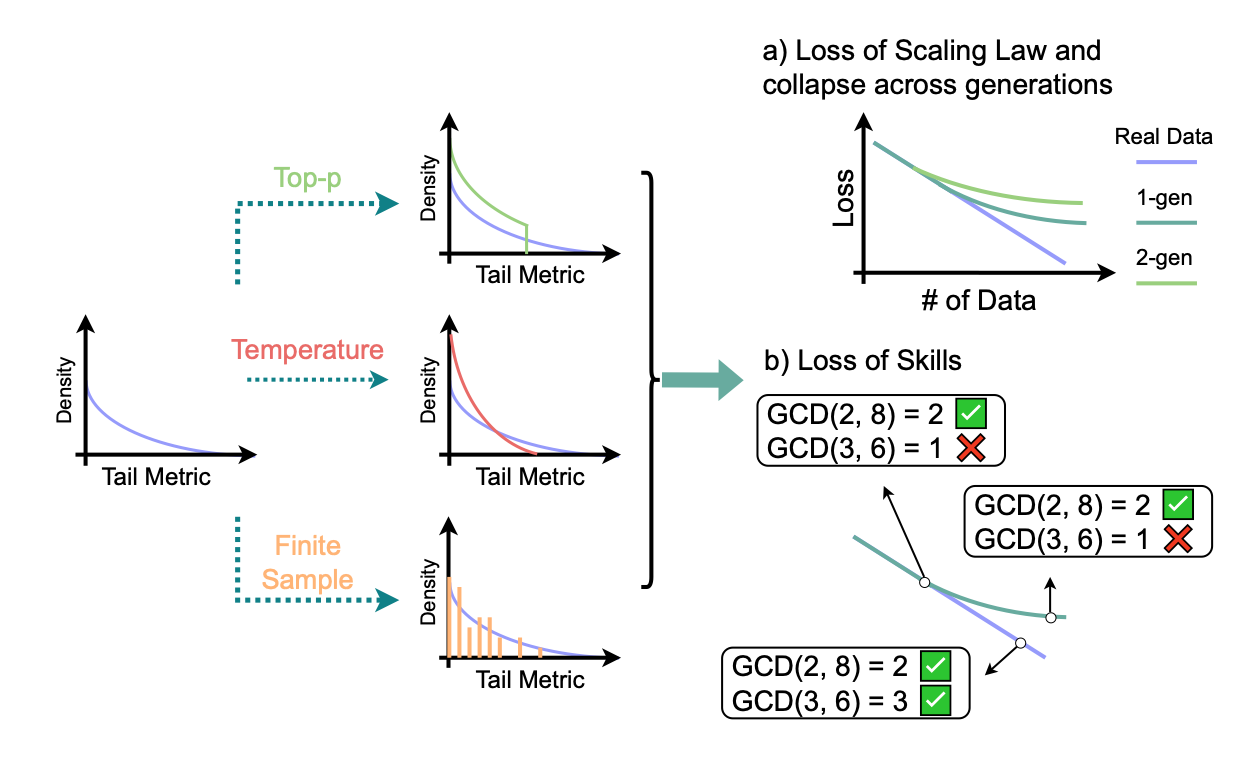 a) Loss of Scaling Law and
collapse across generations
Top-p
Density
Tail Metric
Loss
# of Data
Real Data
1-gen
2-gen
Temperature
Density
Tail Metric
Density
Tail Metric
Finite
Sample
Density
Tail Metric
b) Loss of Skills
GCD(2, 8) = 2 ✅
GCD(3, 6) = 1 ❌
GCD(2, 8) = 2 ✅
GCD(3, 6) = 1 ❌
GCD(2, 8) = 2 ✅
GCD(3, 6) = 3 ✅